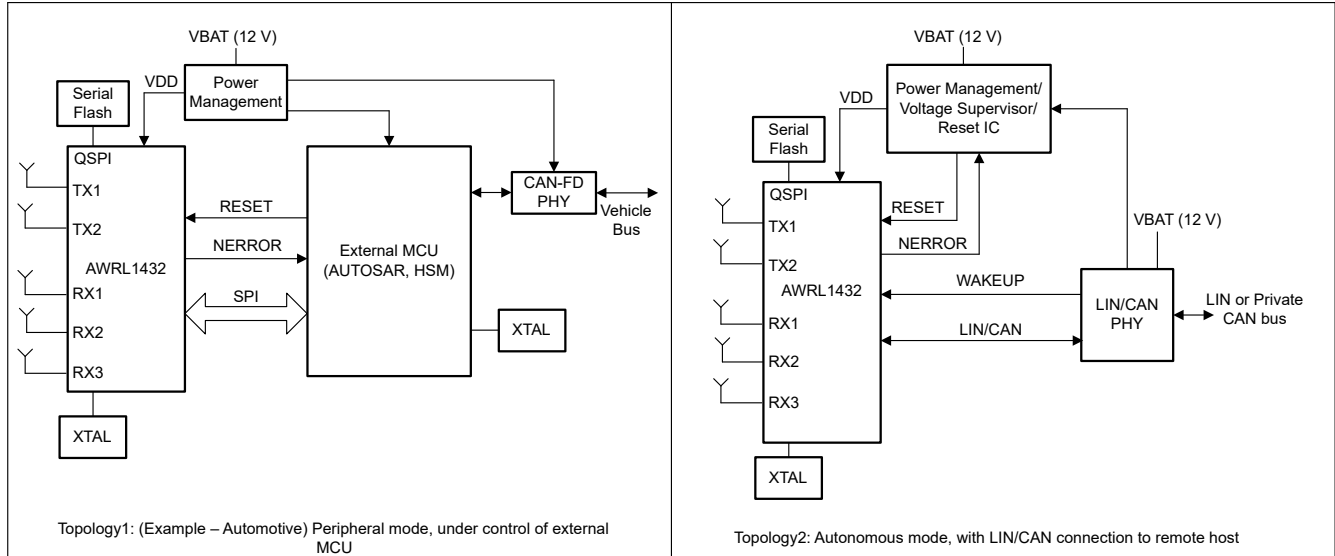 VBAT (12 V)
VDD
Power
Management
Serial
Flash
QSPI
TX1
TX2
AWRL1432
RX1
RX2
RX3
XTAL
RESET
NERROR
SPI
External MCU
(AUTOSAR, HSM)
CAN-FD
PHY
Vehicle
Bus
XTAL
Topology1: (Example – Automotive) Peripheral mode, under control of external
MCU
VBAT (12 V)
VDD
Power Management/
Voltage Supervisor/
Reset IC
Serial
Flash
QSPI
TX1
TX2
AWRL1432
RX1
RX2
RX3
XTAL
RESET
NERROR
WAKEUP
LIN/CAN
VBAT (12 V)
LIN/CAN
PHY
LIN or Private
CAN bus
Topology2: Autonomous mode, with LIN/CAN connection to remote host